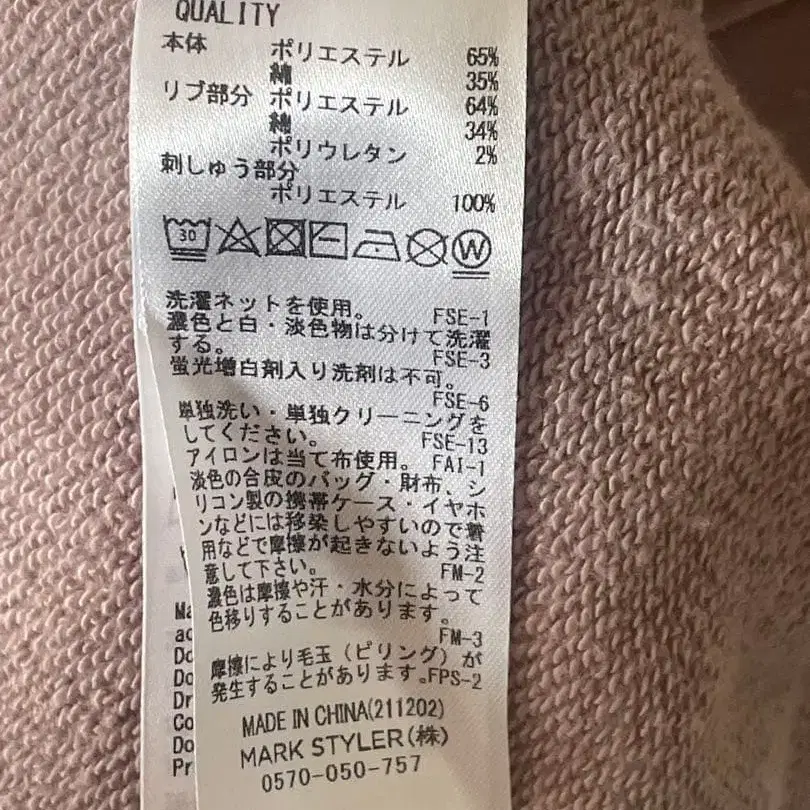 QUALITY
本体 ポリエステル 65%
綿 35%
リブ部分 ポリエステル 64%
綿 34%
ポリウレタン 2%
刺しゅう部分
ポリエステル 100%
30 W
洗濯ネットを使用。 FSE-1
濃色と白・淡色物は分けて洗濯
する。 FSE-3
蛍光増白剤入り洗剤は不可。
FSE-6
単独洗い・単独クリーニングを
してください。 FSE-13
アイロンは当て布使用。 FAI-1
淡色の合皮のバッグ・財布、シ
リコン製の携帯ケース・イヤホ
ンなどには移染しやすいので着
用などで摩擦が起きないよう注
意して下さい。 FM-2
濃色は摩擦や汗・水分によって
色移りすることがあります。
FM-3
摩擦により毛玉（ピリング）が
発生することがあります。FPS-2
MADE IN CHINA(211202)
MARK STYLER(株)
0570-050-757
Ma
ac
Do
Do
Dr
Co
Do
Pr